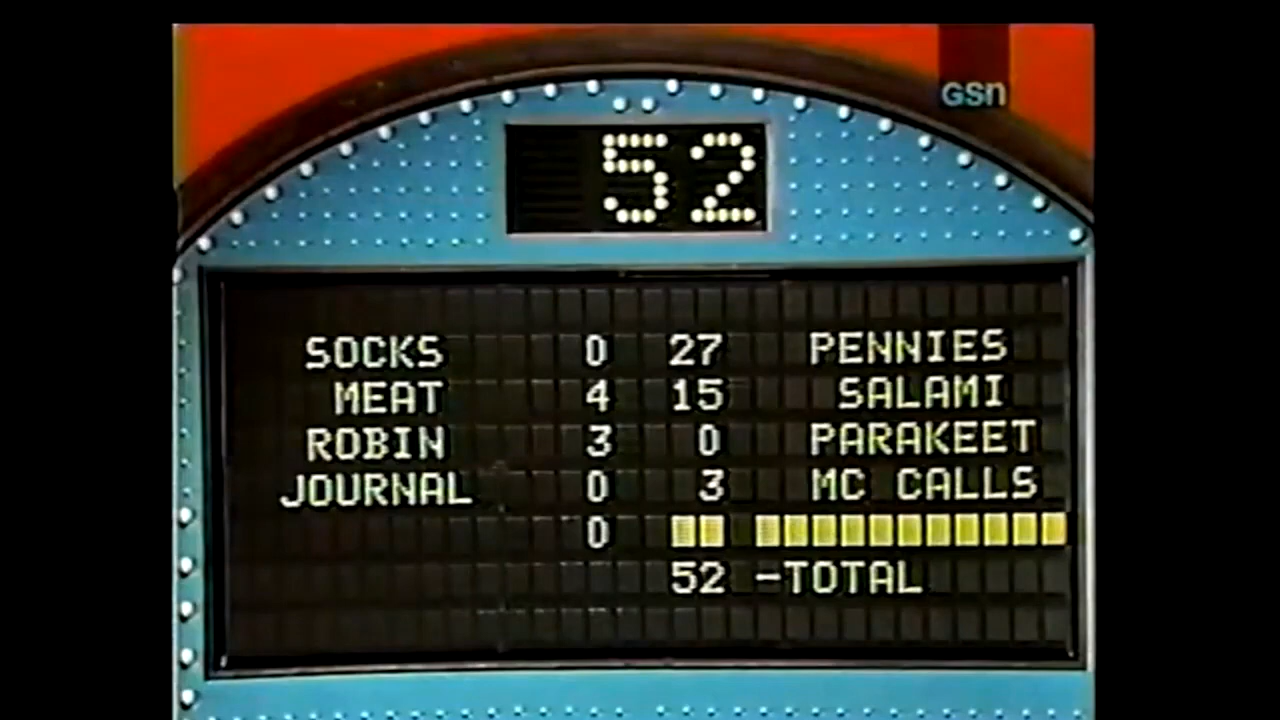 GSN
52
SOCKS 0 27 PENNIES
MEAT 4 15 SALAMI
ROBIN 3 0 PARAKEET
JOURNAL 0 3 MC CALLS
0
52 -TOTAL